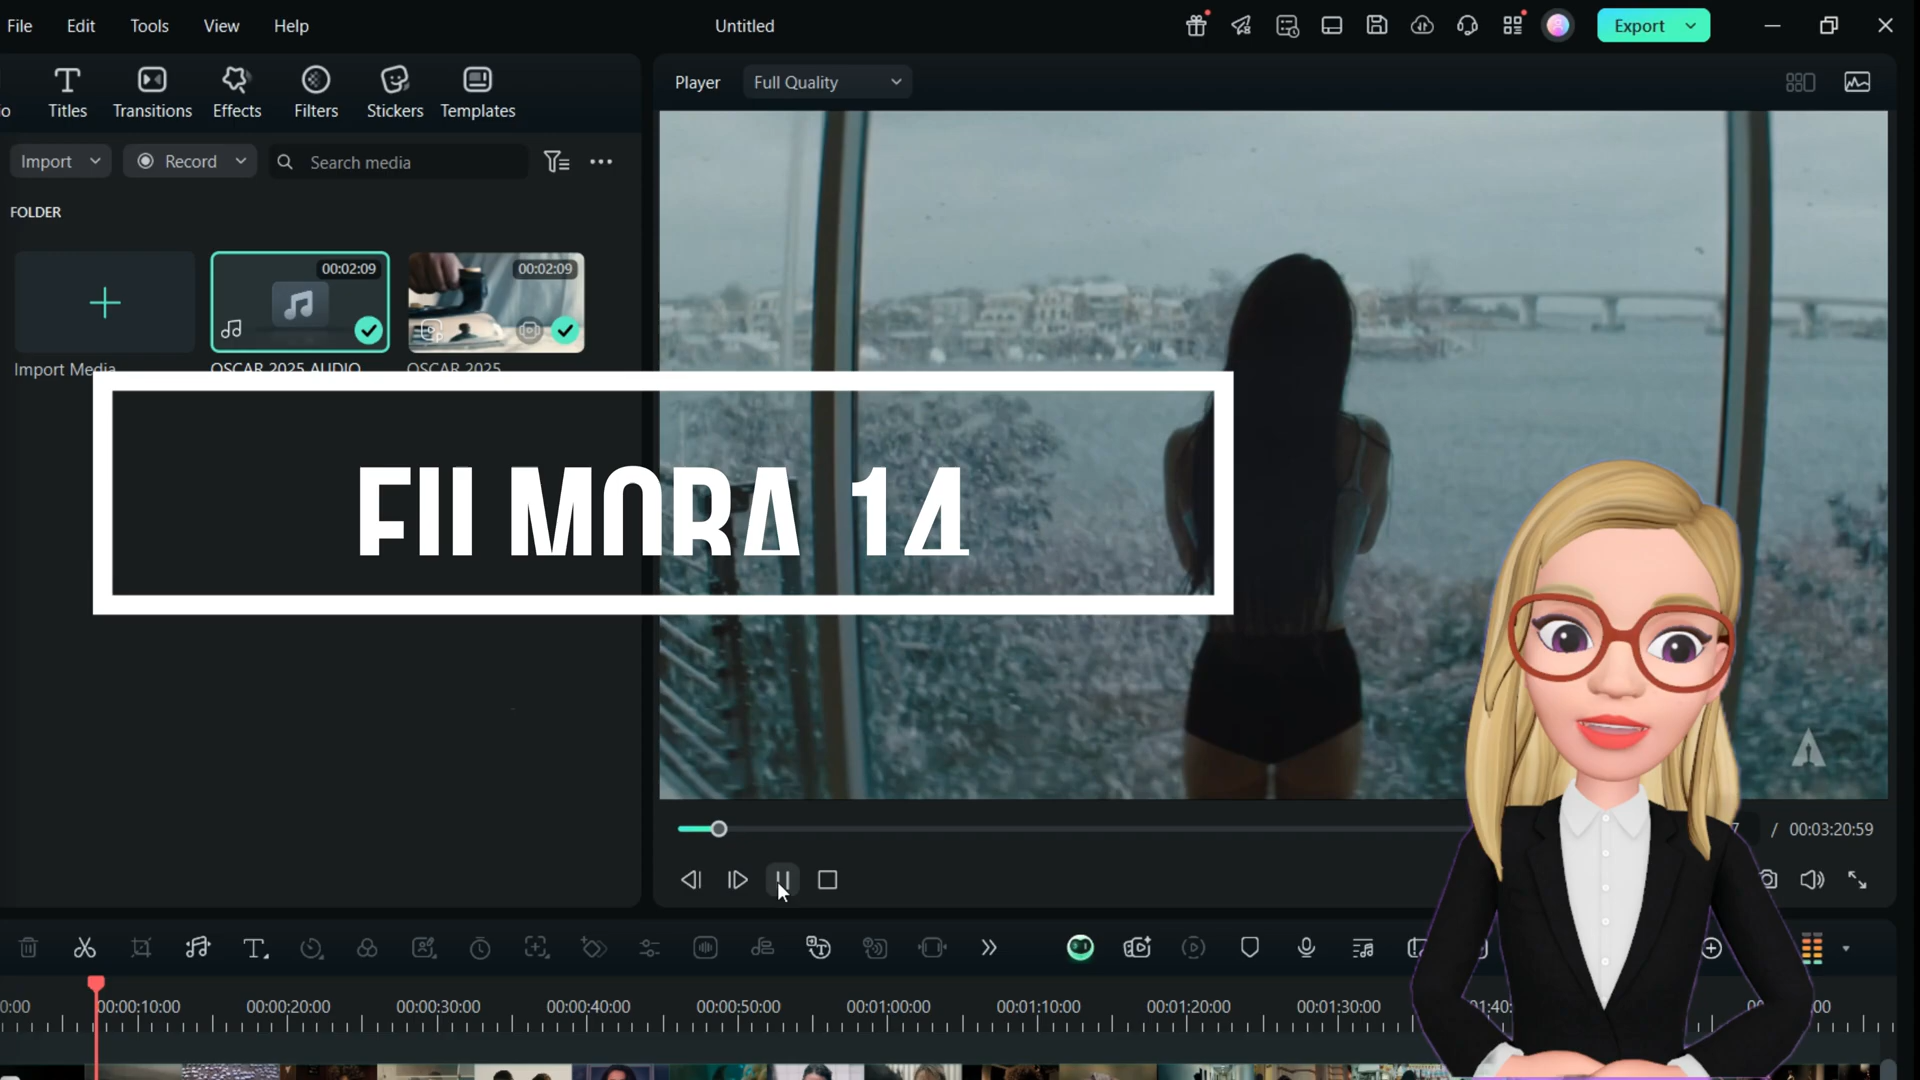 File Edit Tools View Help Untitled Export
Titles Transitions Effects Filters Stickers Templates
Player Full Quality
Import Record Search media
FOLDER
00:02:09 00:02:09
Import Media OSCAR 2025 AUDIO OSCAR 2025
FILMORA 14
/ 00:03:20:59
00:00:10:00 00:00:20:00 00:00:30:00 00:00:40:00 00:00:50:00 00:01:00:00 00:01:10:00 00:01:20:00 00:01:30:00